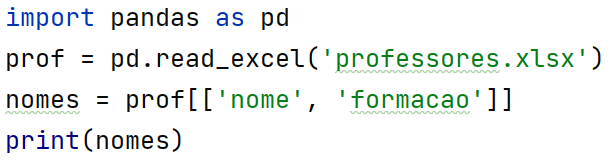 import pandas as pd
prof = pd.read_excel('professores.xlsx')
nomes = prof[['nome', 'formacao']]
print(nomes)